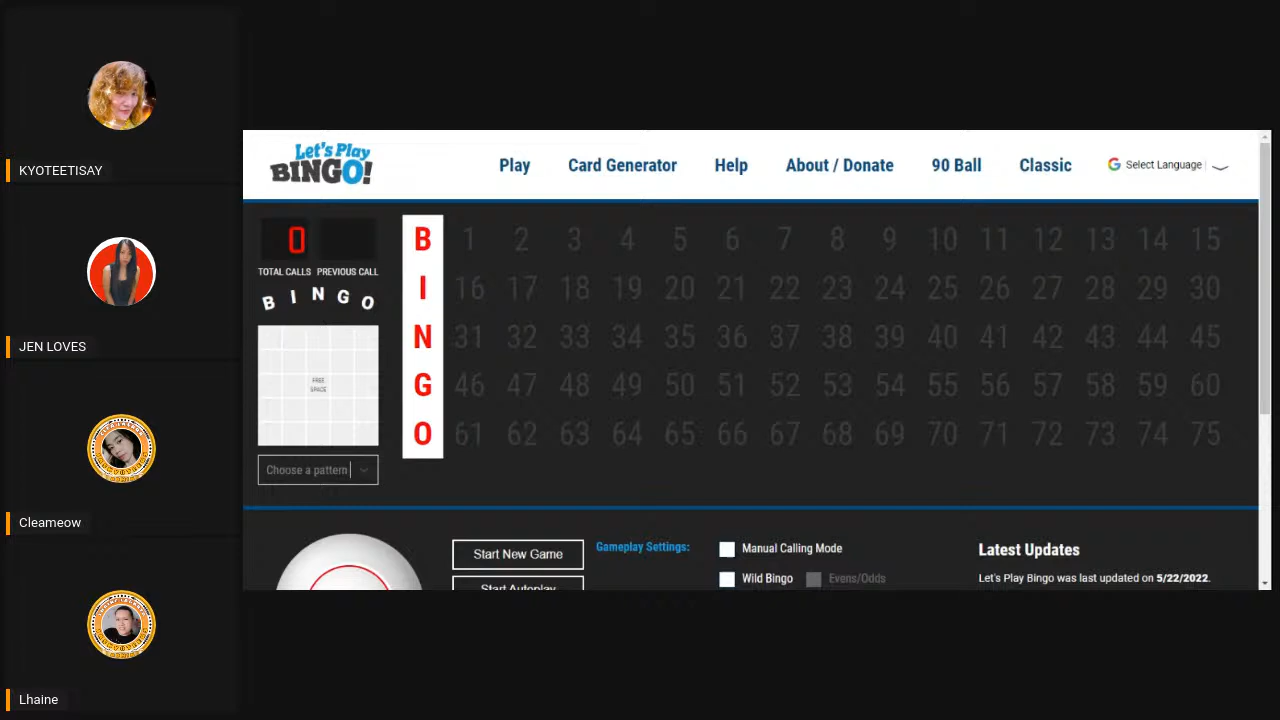 KYOTEETISAY
JEN LOVES
Cleameow
Lhaine
Let's Play
BINGO!
Play
Card Generator
Help
About / Donate
90 Ball
Classic
G Select Language
0
TOTAL CALLS PREVIOUS CALL
B I N G O
FREE
SPACE
Choose a pattern
B 1 2 3 4 5 6 7 8 9 10 11 12 13 14 15
I 16 17 18 19 20 21 22 23 24 25 26 27 28 29 30
N 31 32 33 34 35 36 37 38 39 40 41 42 43 44 45
G 46 47 48 49 50 51 52 53 54 55 56 57 58 59 60
O 61 62 63 64 65 66 67 68 69 70 71 72 73 74 75
Start New Game
Start Autoplay
Gameplay Settings:
Manual Calling Mode
Wild Bingo
Evens/Odds
Latest Updates
Let's Play Bingo was last updated on 5/22/2022.